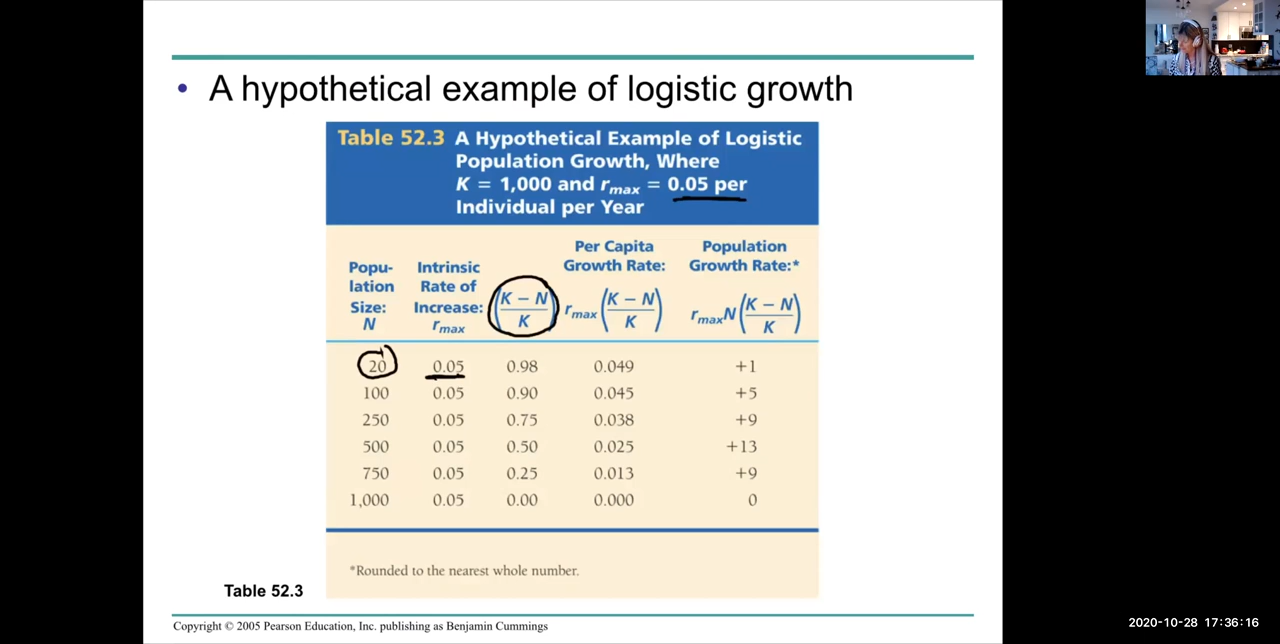 • A hypothetical example of logistic growth
Table 52.3 A Hypothetical Example of Logistic
Population Growth, Where
K = 1,000 and rmax = 0.05 per
Individual per Year
Popu-
lation
Size:
N
Intrinsic
Rate of
Increase:
rmax
(K − N)
K
Per Capita
Growth Rate:
rmax (K − N)
K
Population
Growth Rate:*
rmaxN (K − N)
K
20 0.05 0.98 0.049 +1
100 0.05 0.90 0.045 +5
250 0.05 0.75 0.038 +9
500 0.05 0.50 0.025 +13
750 0.05 0.25 0.013 +9
1,000 0.05 0.00 0.000 0
*Rounded to the nearest whole number.
Table 52.3
Copyright © 2005 Pearson Education, Inc. publishing as Benjamin Cummings
2020-10-28 17:36:16